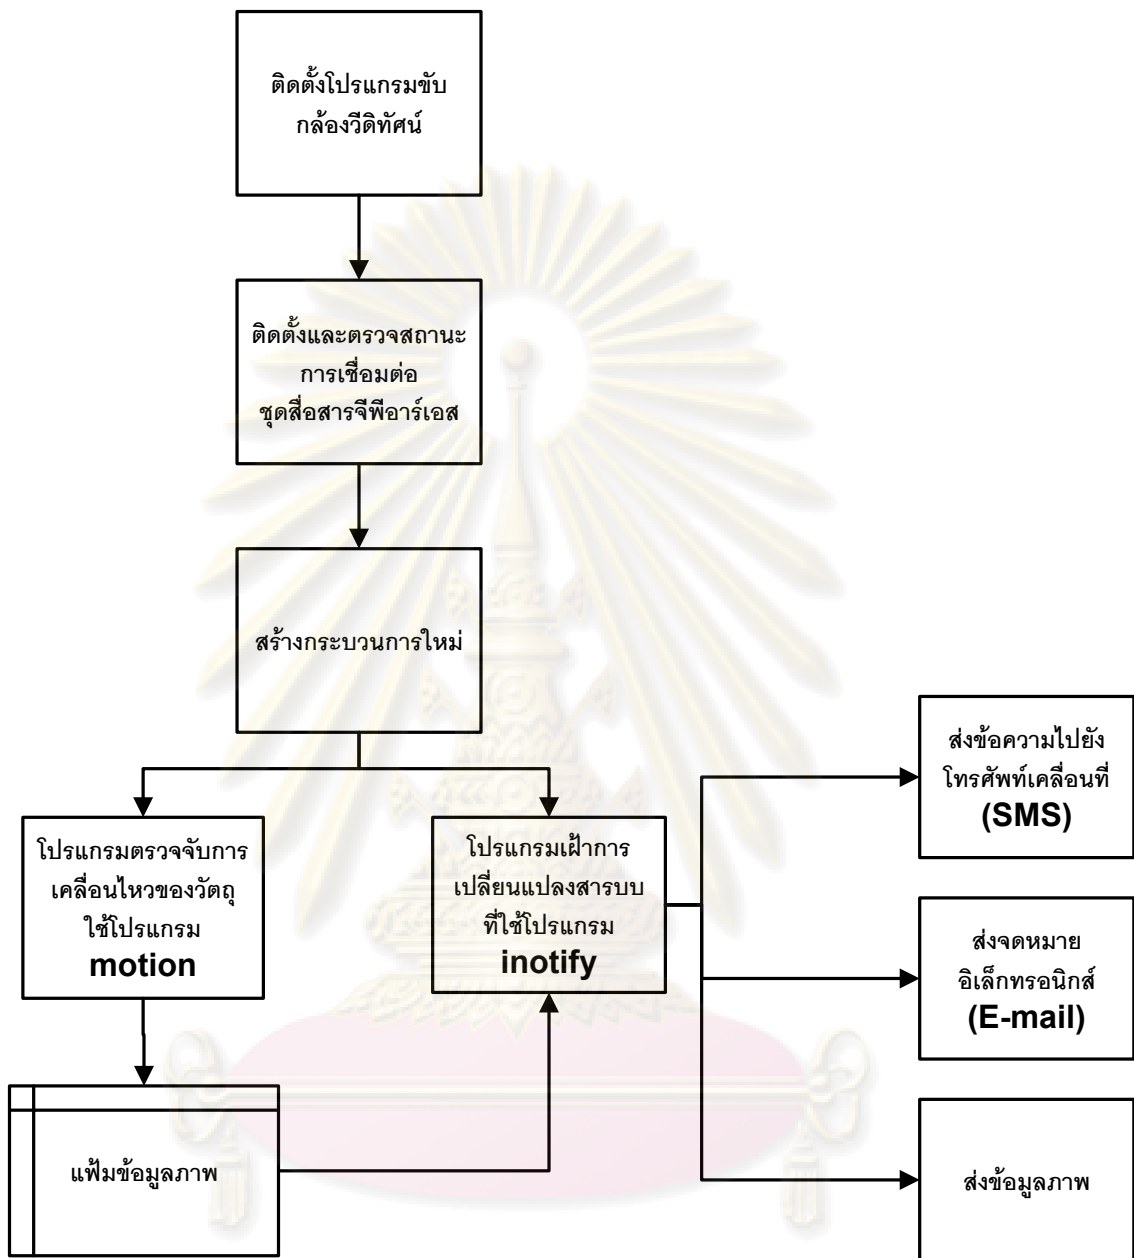 ติดตั้งโปรแกรมขับ
กล้องวีดิทัศน์
ติดตั้งและตรวจสถานะ
การเชื่อมต่อ
ชุดสื่อสารจีพีอาร์เอส
สร้างกระบวนการใหม่
โปรแกรมตรวจจับการ
เคลื่อนไหวของวัตถุ
ใช้โปรแกรม
motion
โปรแกรมเฝ้าการ
เปลี่ยนแปลงสารบบ
ที่ใช้โปรแกรม
inotify
ส่งข้อความไปยัง
โทรศัพท์เคลื่อนที่
(SMS)
ส่งจดหมาย
อิเล็กทรอนิกส์
(E-mail)
แฟ้มข้อมูลภาพ
ส่งข้อมูลภาพ